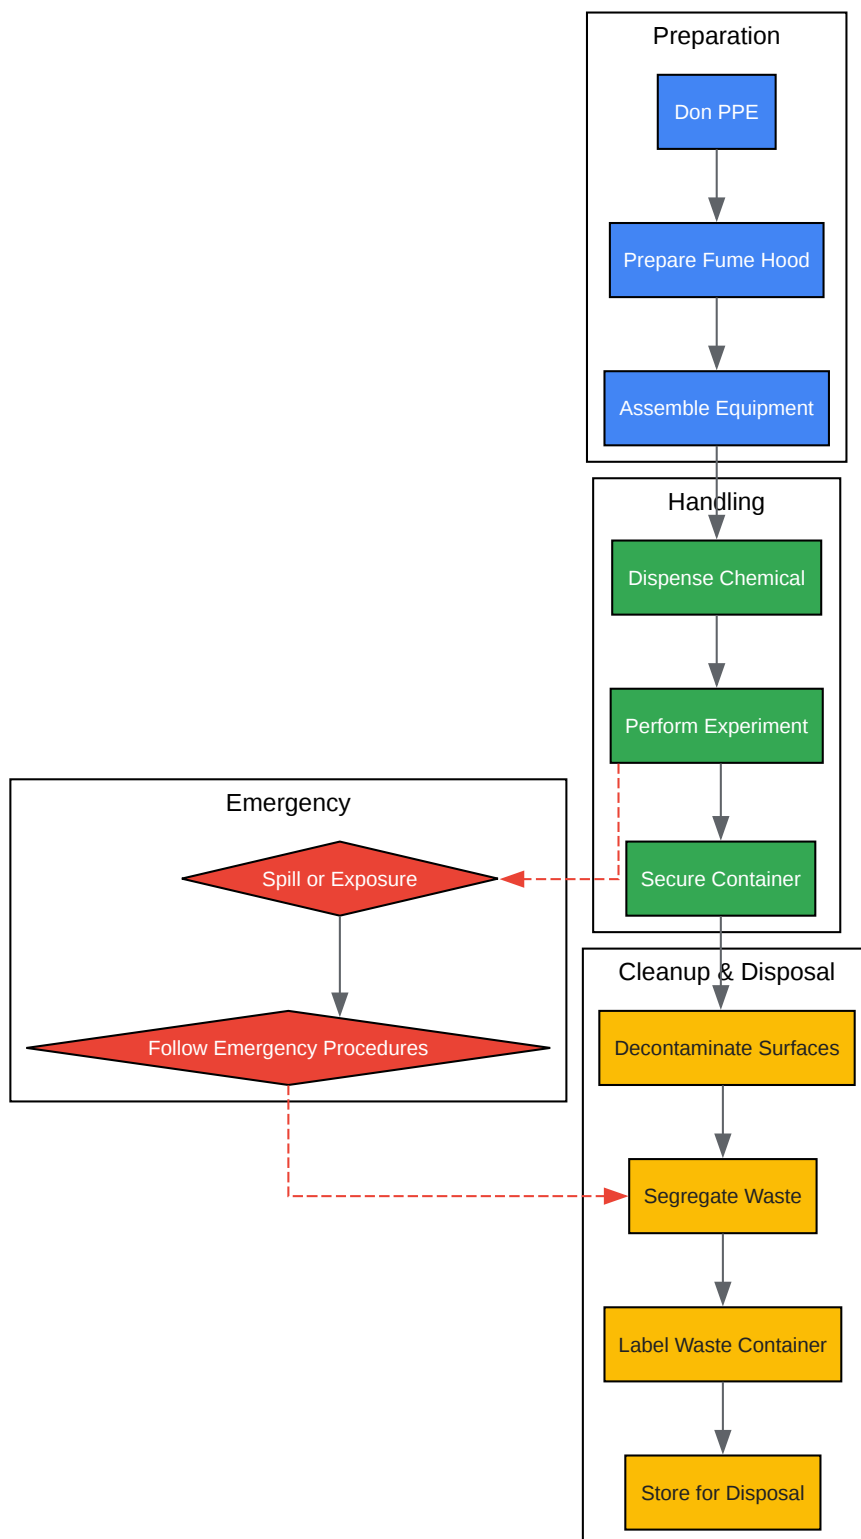 Preparation
Don PPE
Prepare Fume Hood
Assemble Equipment
Handling
Dispense Chemical
Perform Experiment
Emergency
Spill or Exposure
Secure Container
Cleanup & Disposal
Follow Emergency Procedures
Decontaminate Surfaces
Segregate Waste
Label Waste Container
Store for Disposal